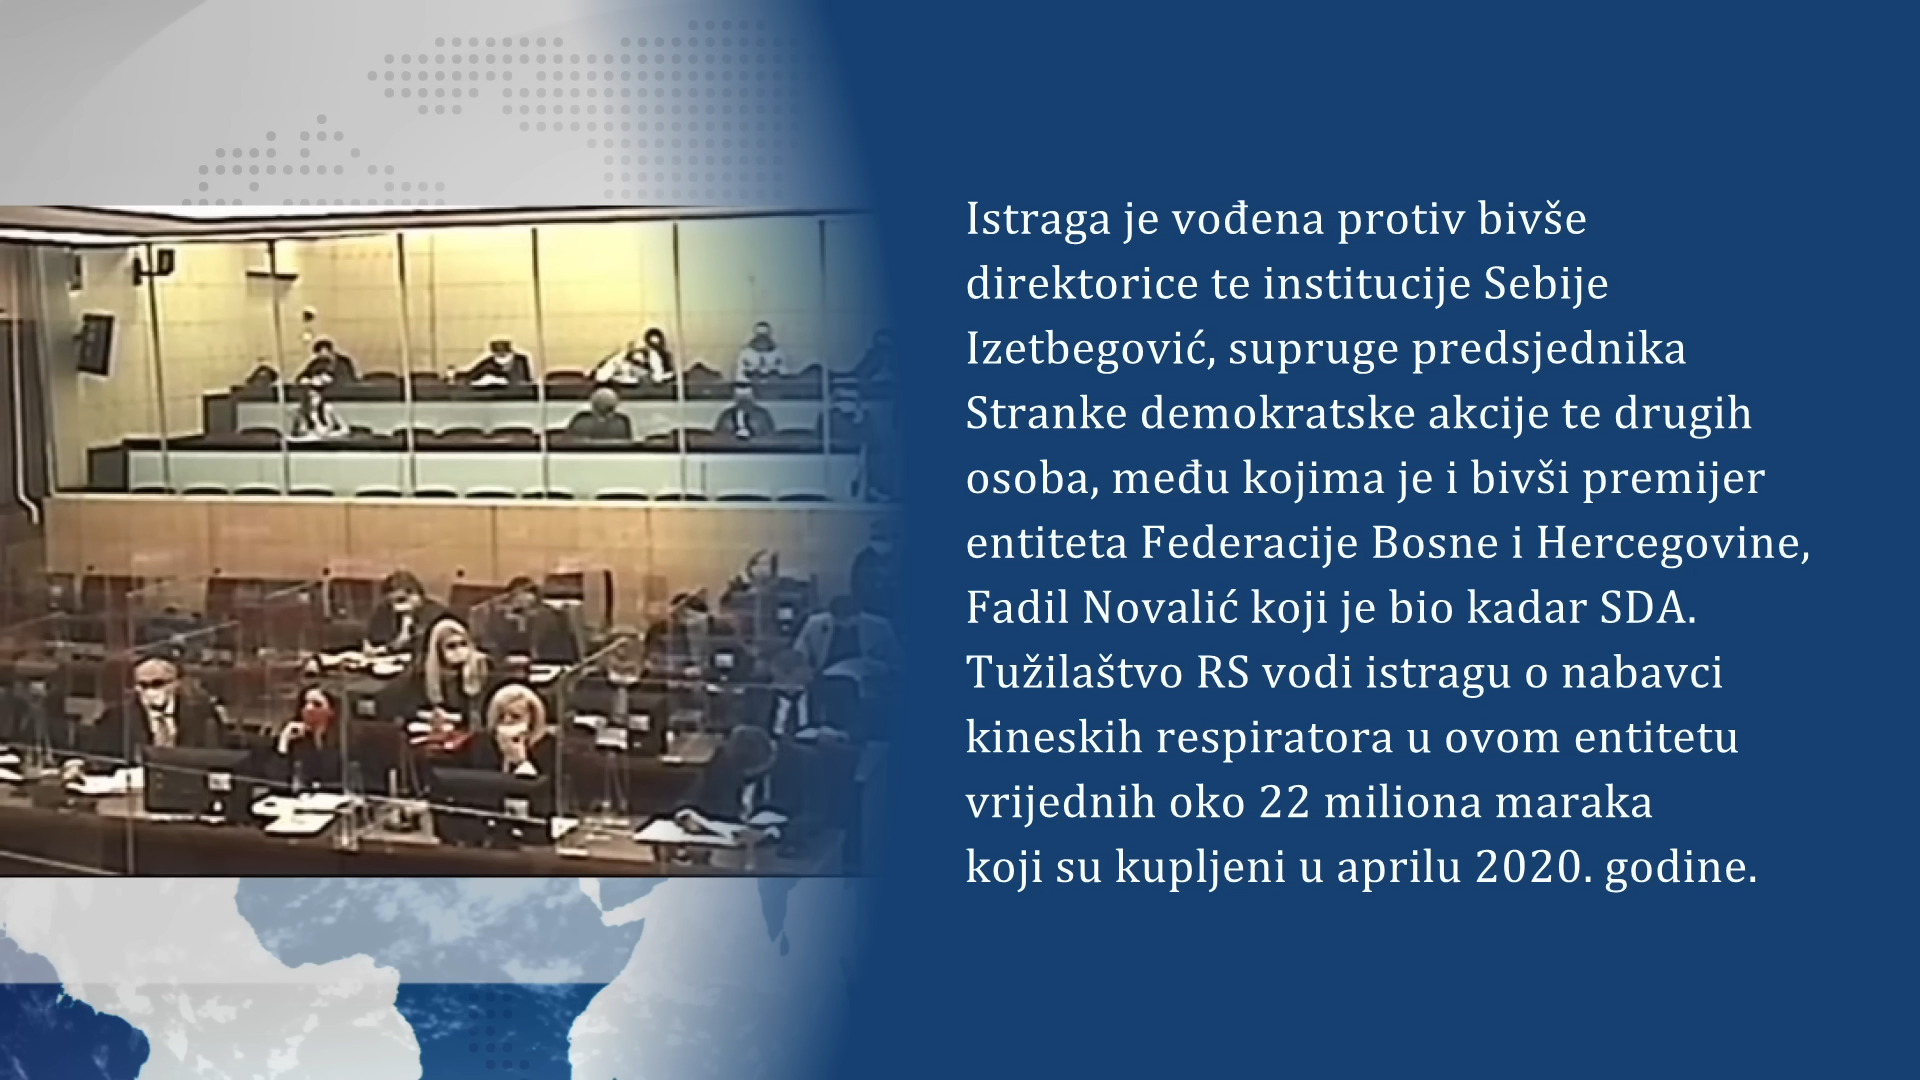 Istraga je vođena protiv bivše
direktorice te institucije Sebije
Izetbegović, supruge predsjednika
Stranke demokratske akcije te drugih
osoba, među kojima je i bivši premijer
entiteta Federacije Bosne i Hercegovine,
Fadil Novalić koji je bio kadar SDA.
Tužilaštvo RS vodi istragu o nabavci
kineskih respiratora u ovom entitetu
vrijednih oko 22 miliona maraka
koji su kupljeni u aprilu 2020. godine.